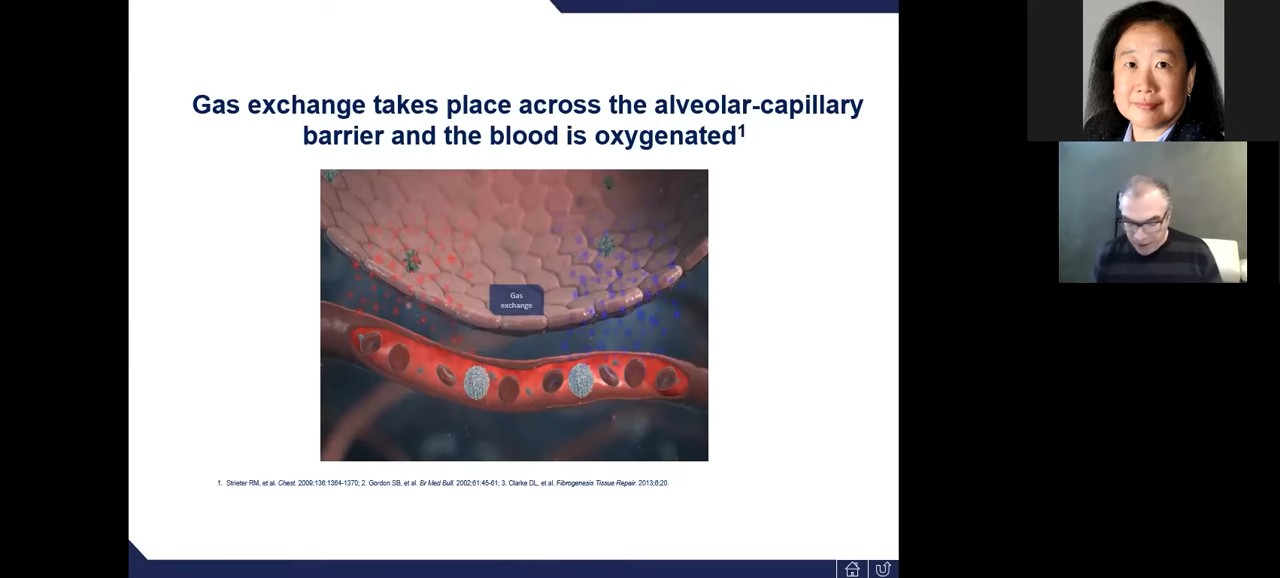 Gas exchange takes place across the alveolar-capillary
barrier and the blood is oxygenated1
Gas
exchange
1. Strieter RM, et al. Chest. 2009;136:1364-1370; 2. Gordon SB, et al. Br Med Bull. 2002;61:45-61; 3. Clarke DL, et al. Fibrogenesis Tissue Repair. 2013;6:20.